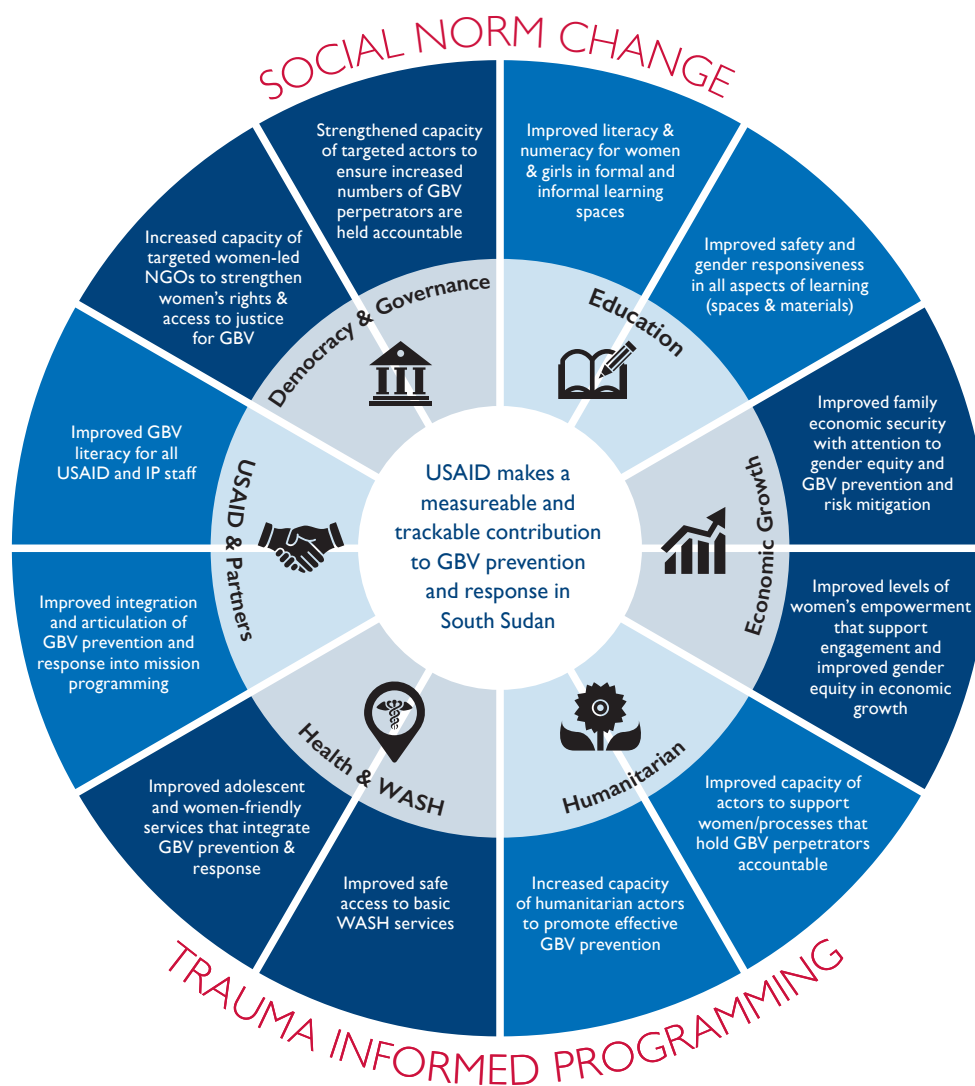 SOCIAL NORM CHANGE
Strengthened capacity
of targeted actors to
ensure increased
numbers of GBV
perpetrators are
held accountable
Improved literacy &
numeracy for women
& girls in formal and
informal learning
spaces
Increased capacity of
targeted women-led
NGOs to strengthen
women's rights &
access to justice
for GBV
Improved safety and
gender responsiveness
in all aspects of learning
(spaces & materials)
Democracy & Governance
Education
Improved GBV
literacy for all
USAID and IP staff
USAID & Partners
USAID makes a
measureable and
trackable contribution
to GBV prevention
and response in
South Sudan
Economic Growth
Improved family
economic security
with attention to
gender equity and
GBV prevention and
risk mitigation
Improved integration
and articulation of
GBV prevention and
response into mission
programming
Improved levels of
women's empowerment
that support
engagement and
improved gender
equity in economic
growth
Health & WASH
Humanitarian
Improved adolescent
and women-friendly
services that integrate
GBV prevention &
response
Improved safe
access to basic
WASH services
Increased capacity
of humanitarian actors
to promote effective
GBV prevention
Improved capacity of
actors to support
women/processes that
hold GBV perpetrators
accountable
TRAUMA INFORMED PROGRAMMING